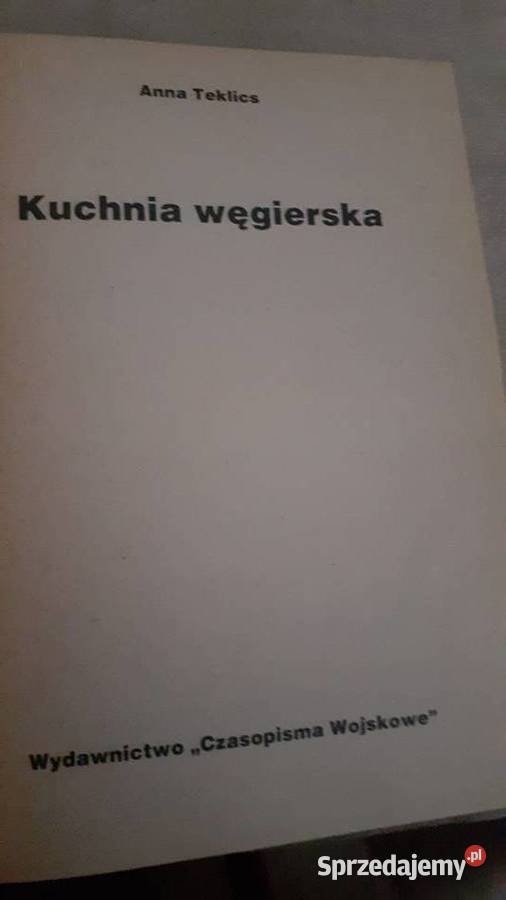 Anna Teklics
Kuchnia węgierska
Wydawnictwo „Czasopisma Wojskowe”
Sprzedajemy.pl